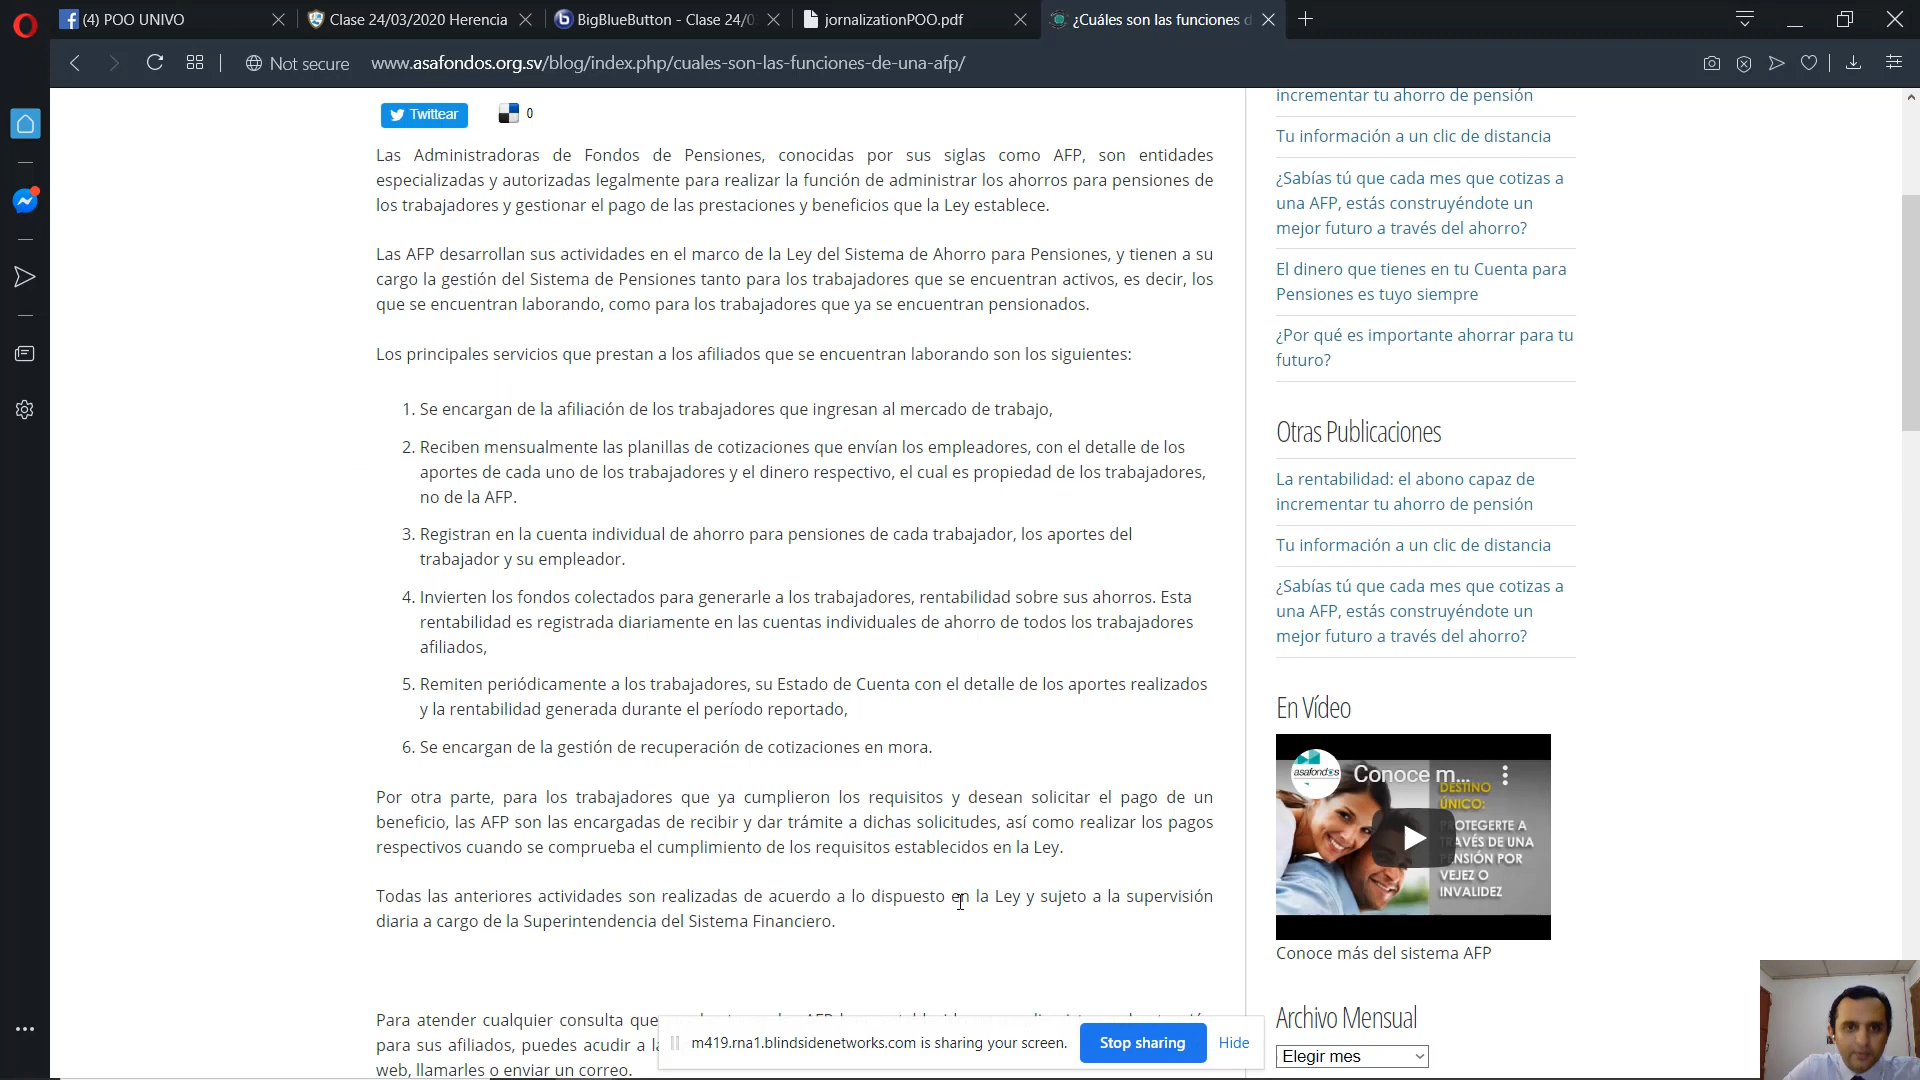 (4) POO UNIVO
Clase 24/03/2020 Herencia
BigBlueButton - Clase 24/0
jornalizationPOO.pdf
¿Cuáles son las funciones d
Not secure
www.asafondos.org.sv/blog/index.php/cuales-son-las-funciones-de-una-afp/
Twittear
0
Las Administradoras de Fondos de Pensiones, conocidas por sus siglas como AFP, son entidades
especializadas y autorizadas legalmente para realizar la función de administrar los ahorros para pensiones de
los trabajadores y gestionar el pago de las prestaciones y beneficios que la Ley establece.
Las AFP desarrollan sus actividades en el marco de la Ley del Sistema de Ahorro para Pensiones, y tienen a su
cargo la gestión del Sistema de Pensiones tanto para los trabajadores que se encuentran activos, es decir, los
que se encuentran laborando, como para los trabajadores que ya se encuentran pensionados.
Los principales servicios que prestan a los afiliados que se encuentran laborando son los siguientes:
1. Se encargan de la afiliación de los trabajadores que ingresan al mercado de trabajo,
2. Reciben mensualmente las planillas de cotizaciones que envían los empleadores, con el detalle de los
aportes de cada uno de los trabajadores y el dinero respectivo, el cual es propiedad de los trabajadores,
no de la AFP.
3. Registran en la cuenta individual de ahorro para pensiones de cada trabajador, los aportes del
trabajador y su empleador.
4. Invierten los fondos colectados para generarle a los trabajadores, rentabilidad sobre sus ahorros. Esta
rentabilidad es registrada diariamente en las cuentas individuales de ahorro de todos los trabajadores
afiliados,
5. Remiten periódicamente a los trabajadores, su Estado de Cuenta con el detalle de los aportes realizados
y la rentabilidad generada durante el período reportado,
6. Se encargan de la gestión de recuperación de cotizaciones en mora.
Por otra parte, para los trabajadores que ya cumplieron los requisitos y desean solicitar el pago de un
beneficio, las AFP son las encargadas de recibir y dar trámite a dichas solicitudes, así como realizar los pagos
respectivos cuando se comprueba el cumplimiento de los requisitos establecidos en la Ley.
Todas las anteriores actividades son realizadas de acuerdo a lo dispuesto en la Ley y sujeto a la supervisión
diaria a cargo de la Superintendencia del Sistema Financiero.
Para atender cualquier consulta que
para sus afiliados, puedes acudir a la
web, llamarles o enviar un correo.
incrementar tu ahorro de pensión
Tu información a un clic de distancia
¿Sabías tú que cada mes que cotizas a
una AFP, estás construyéndote un
mejor futuro a través del ahorro?
El dinero que tienes en tu Cuenta para
Pensiones es tuyo siempre
¿Por qué es importante ahorrar para tu
futuro?
Otras Publicaciones
La rentabilidad: el abono capaz de
incrementar tu ahorro de pensión
Tu información a un clic de distancia
¿Sabías tú que cada mes que cotizas a
una AFP, estás construyéndote un
mejor futuro a través del ahorro?
En Vídeo
asafondos
Conoce m...
DESTINO
ÚNICO:
PROTEGERTE A
TRAVÉS DE UNA
PENSIÓN POR
VEJEZ O
INVALIDEZ
Conoce más del sistema AFP
Archivo Mensual
Elegir mes
m419.rna1.blindsidenetworks.com is sharing your screen.
Stop sharing
Hide